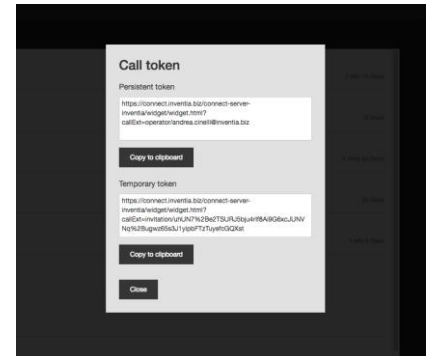 Call token
Persistent token
https://connect.inventia.biz/connect-server-
inventia/widget/widget.html?
callExt=operator/andrea.cinelli@inventia.biz
Copy to clipboard
Temporary token
https://connect.inventia.biz/connect-server-
inventia/widget/widget.html?
Copy to clipboard
Close